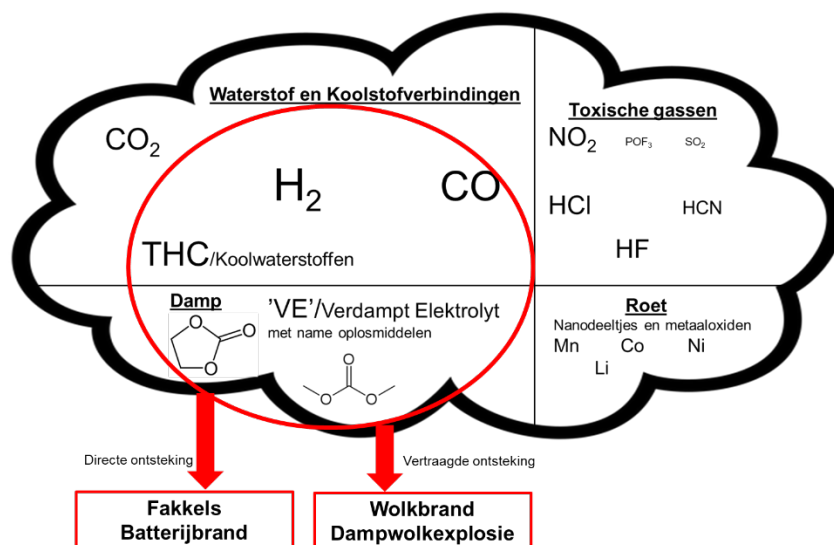 Waterstof en Koolstofverbindingen
CO₂
H₂
CO
THC/Koolwaterstoffen
Toxische gassen
NO₂ POF₃ SO₂
HCl HCN
HF
Damp
'VE'/Verdampt Elektrolyt
met name oplosmiddelen
O
O
O
O
O
O
Roet
Nanodeeltjes en metaaloxiden
Mn Co Ni
Li
Directe ontsteking
Vertraagde ontsteking
Fakkels
Batterijbrand
Wolkbrand
Dampwolkexplosie